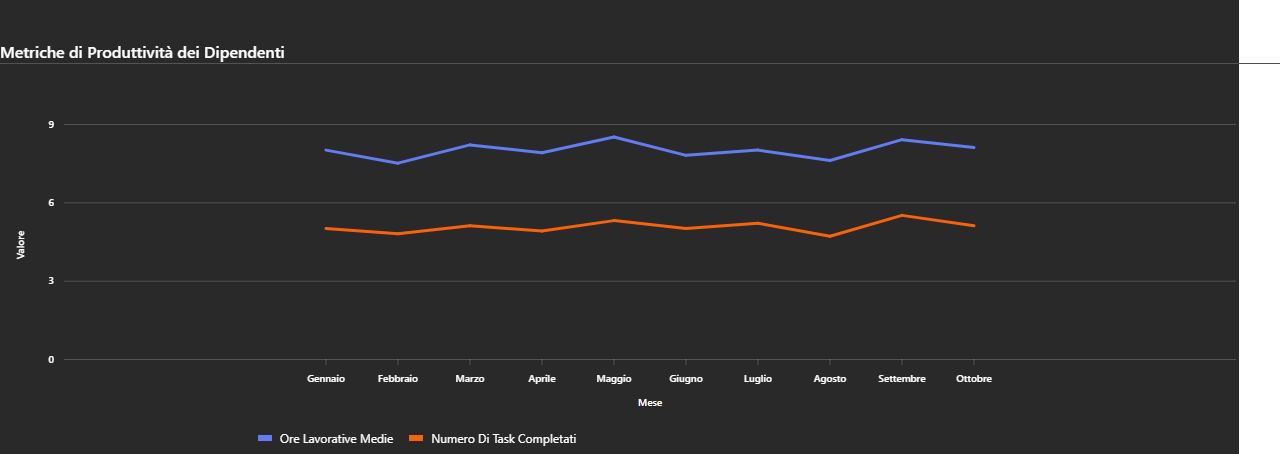 Metriche di Produttività dei Dipendenti
9
6
3
0
Valore
Gennaio Febbraio Marzo Aprile Maggio Giugno Luglio Agosto Settembre Ottobre
Mese
Ore Lavorative Medie Numero Di Task Completati